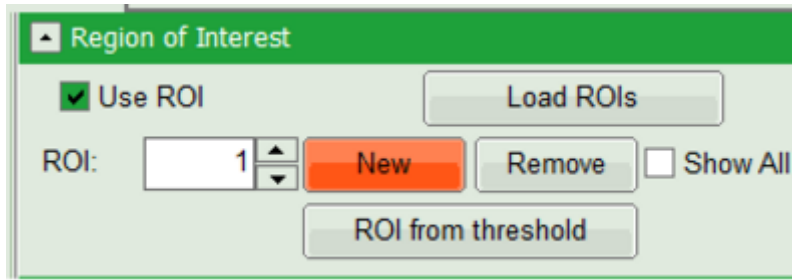 Region of Interest
Use ROI Load ROIs
ROI: 1 New Remove Show All
ROI from threshold